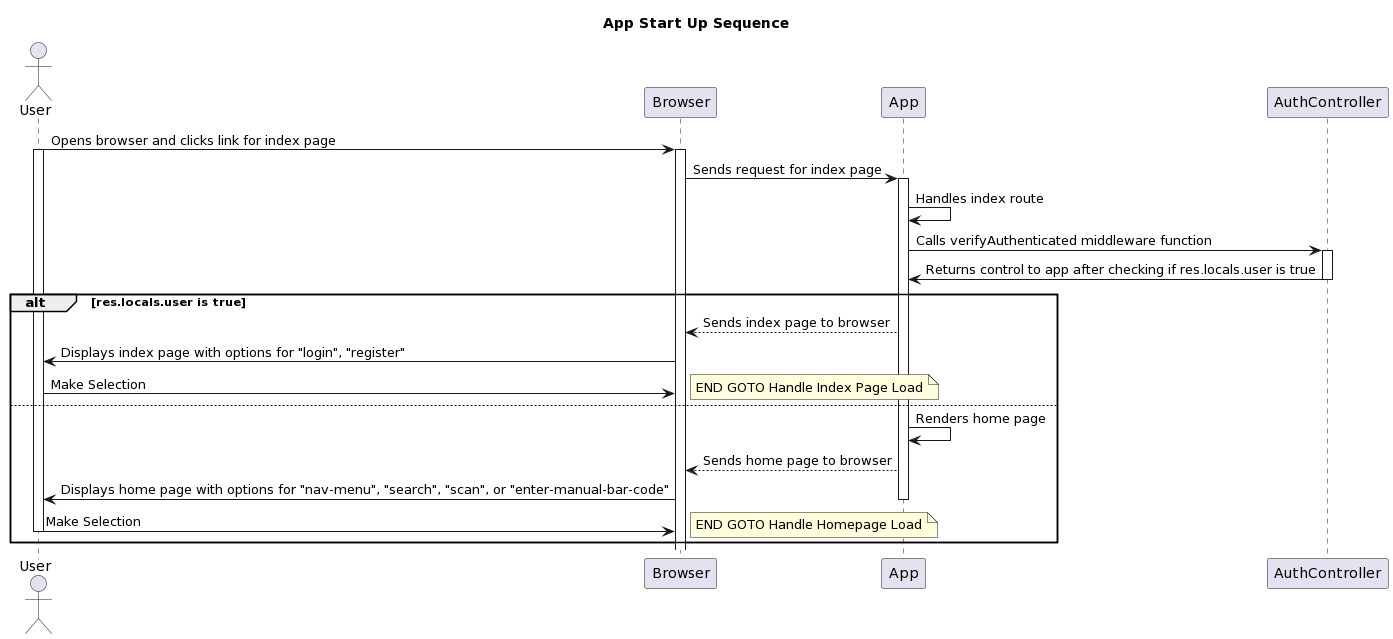 App Start Up Sequence
User
Browser
App
AuthController
Opens browser and clicks link for index page
Sends request for index page
Handles index route
Calls verifyAuthenticated middleware function
Returns control to app after checking if res.locals.user is true
alt
[res.locals.user is true]
Sends index page to browser
Displays index page with options for "login", "register"
Make Selection
END GOTO Handle Index Page Load
Renders home page
Sends home page to browser
Displays home page with options for "nav-menu", "search", "scan", or "enter-manual-bar-code"
Make Selection
END GOTO Handle Homepage Load
User
Browser
App
AuthController